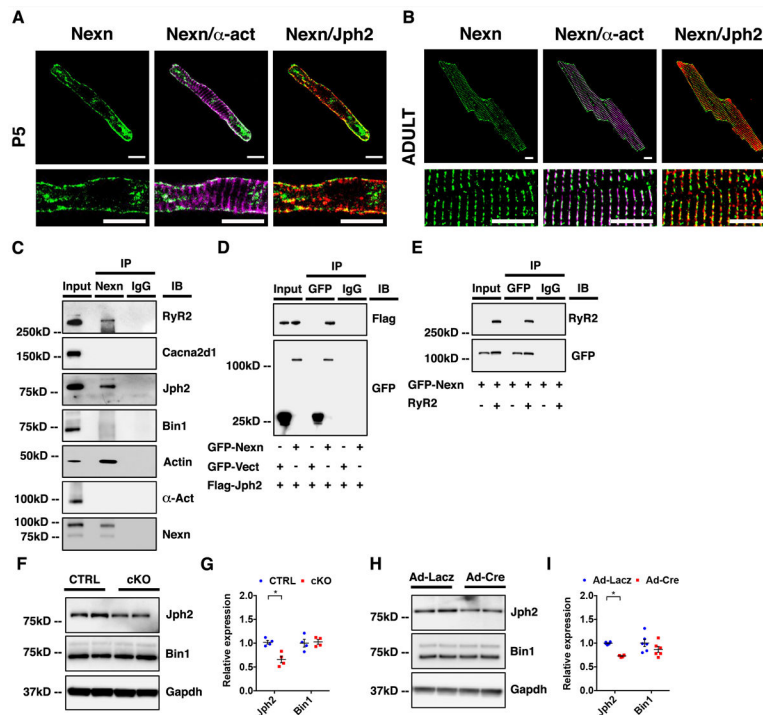 A
Nexn Nexn/α-act Nexn/Jph2
P5
B
Nexn Nexn/α-act Nexn/Jph2
ADULT
C
IP
Input Nexn IgG IB
250kD -- RyR2
150kD -- Cacna2d1
75kD -- Jph2
75kD -- Bin1
50kD -- Actin
100kD -- α-Act
100kD --
75kD -- Nexn
D
IP
Input GFP IgG IB
Flag
100kD --
GFP
25kD --
GFP-Nexn - + - + - +
GFP-Vect + - + - + -
Flag-Jph2 + + + + + +
E
IP
Input GFP IgG IB
250kD -- RyR2
100kD -- GFP
GFP-Nexn + + + + + +
RyR2 - + - + - +
F
CTRL cKO
75kD -- Jph2
75kD -- Bin1
37kD -- Gapdh
G
CTRL cKO
Relative expression
2.0
1.5
1.0
0.5
0.0
*
Jph2 Bin1
H
Ad-Lacz Ad-Cre
75kD -- Jph2
75kD -- Bin1
37kD -- Gapdh
I
Ad-Lacz Ad-Cre
Relative expression
2.0
1.5
1.0
0.5
0.0
*
Jph2 Bin1